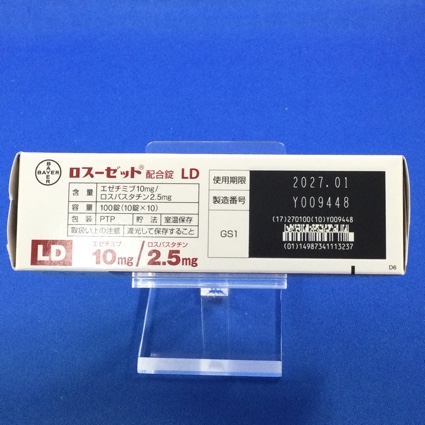 BAYER
BAYER
ロスーゼット® 配合錠 LD
含量 エゼチミブ10mg/
ロスバスタチン2.5mg
容量 100錠(10錠×10)
包装 PTP 貯法 室温保存
取扱い上の注意 遮光して保存すること
LD
エゼチミブ ロスバスタチン
10mg/2.5mg
使用期限 2027.01
製造番号 Y009448
(17)270100(10)Y009448
GS1
(01)14987341113237
D6